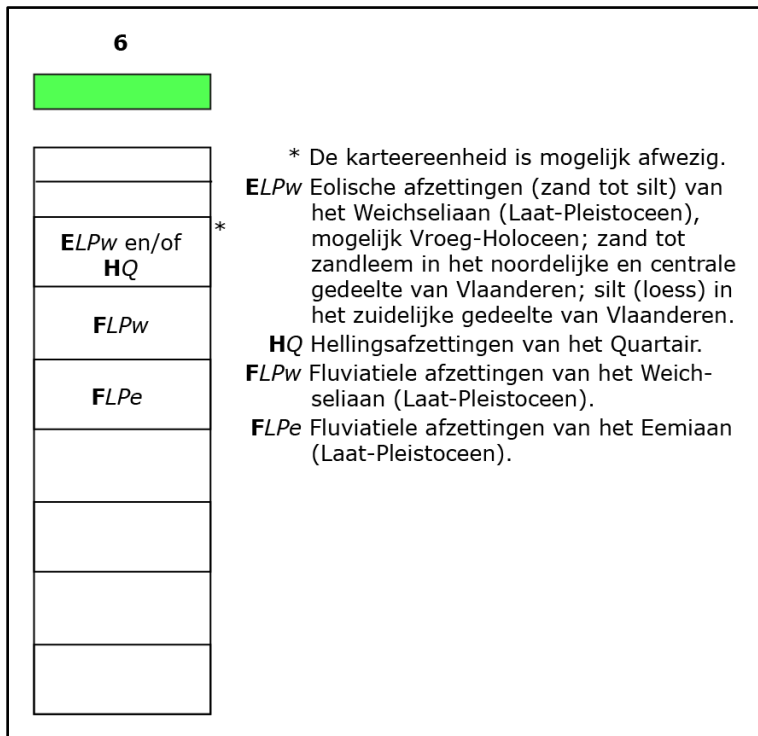 6
ELPw en/of
HQ
*
FLPw
FLPe
* De karteereenheid is mogelijk afwezig.
ELPw Eolische afzettingen (zand tot silt) van
het Weichseliaan (Laat-Pleistoceen),
mogelijk Vroeg-Holoceen; zand tot
zandleem in het noordelijke en centrale
gedeelte van Vlaanderen; silt (loess) in
het zuidelijke gedeelte van Vlaanderen.
HQ Hellingsafzettingen van het Quartair.
FLPw Fluviatiele afzettingen van het Weich-
seliaan (Laat-Pleistoceen).
FLPe Fluviatiele afzettingen van het Eemiaan
(Laat-Pleistoceen).